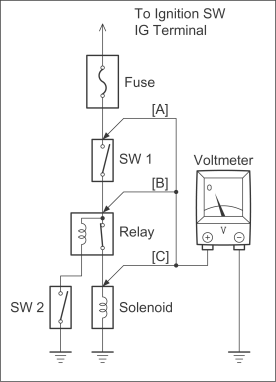 To Ignition SW
IG Terminal
Fuse
[A]
SW 1
Voltmeter
[B]
0
Relay
V
[C]
SW 2
Solenoid